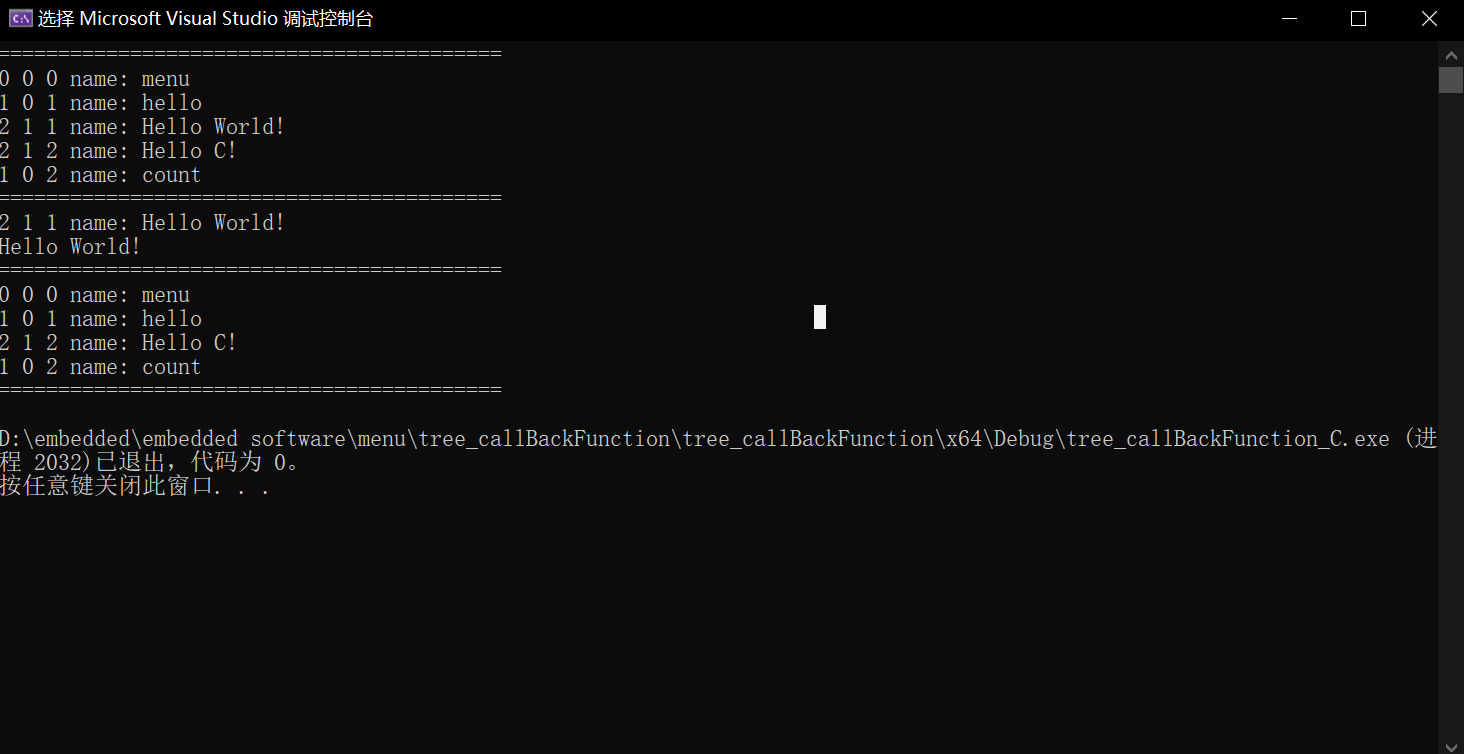 选择 Microsoft Visual Studio 调试控制台
==========================================
0 0 0 name: menu
1 0 1 name: hello
2 1 1 name: Hello World!
2 1 2 name: Hello C!
1 0 2 name: count
==========================================
2 1 1 name: Hello World!
Hello World!
==========================================
0 0 0 name: menu
1 0 1 name: hello
2 1 2 name: Hello C!
1 0 2 name: count
==========================================
D:\embedded\embedded software\menu\tree_callBackFunction\tree_callBackFunction\x64\Debug\tree_callBackFunction_C.exe (进
程 2032)已退出，代码为 0。
按任意键关闭此窗口. . .